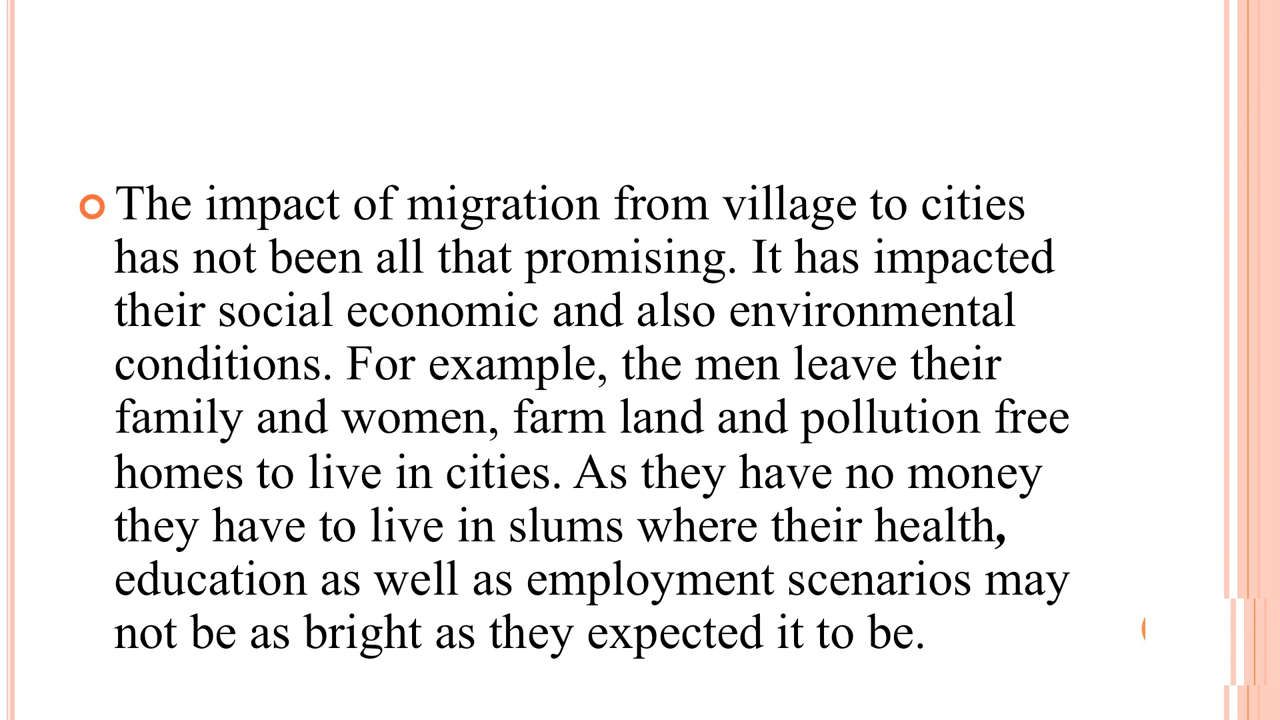 The impact of migration from village to cities
has not been all that promising. It has impacted
their social economic and also environmental
conditions. For example, the men leave their
family and women, farm land and pollution free
homes to live in cities. As they have no money
they have to live in slums where their health,
education as well as employment scenarios may
not be as bright as they expected it to be.